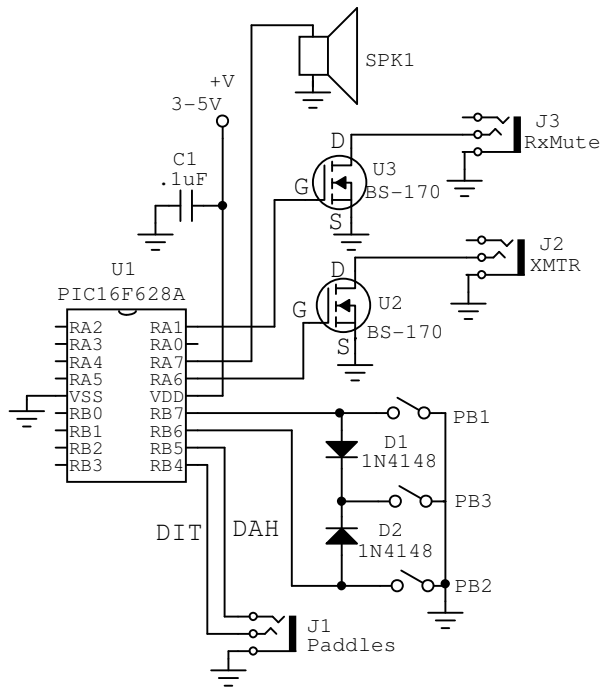 SPK1
+V
3-5V
J3
RxMute
D
C1
.1uF
U3
G
BS-170
S
J2
XMTR
D
U1
PIC16F628A
G
U2
BS-170
S
RA2 RA1
RA3 RA0
RA4 RA7
RA5 RA6
VSS VDD
RB0 RB7
RB1 RB6
RB2 RB5
RB3 RB4
PB1
D1
1N4148
PB3
D2
1N4148
DIT DAH
PB2
J1
Paddles